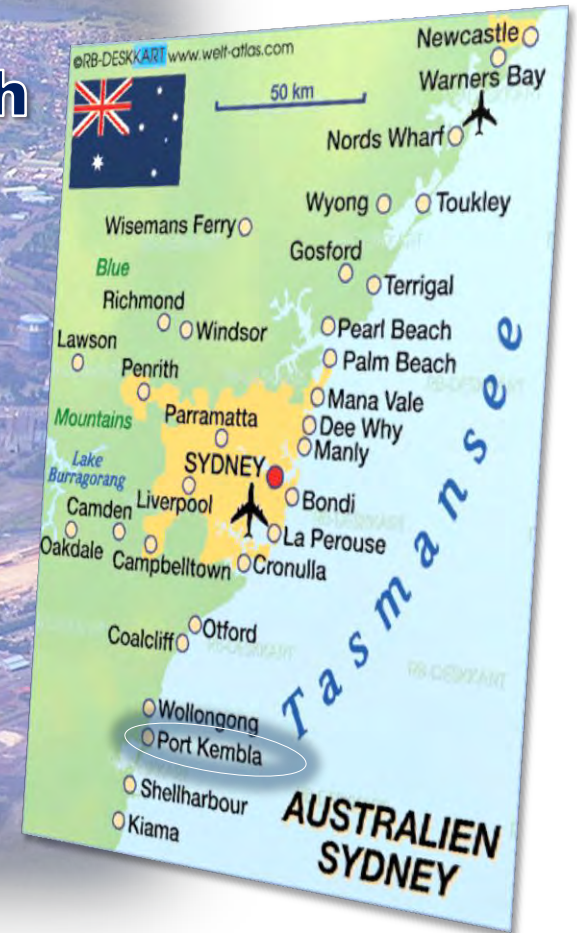 h
©RB-DESKKART www.welt-atlas.com
50 km
Newcastle
Warners Bay
Nords Wharf
Wyong
Toukley
Wisemans Ferry
Gosford
Terrigal
Blue
Richmond
Windsor
Pearl Beach
Lawson
Penrith
Palm Beach
Mana Vale
Mountains
Parramatta
Dee Why
Manly
Lake
Burragorang
SYDNEY
Liverpool
Bondi
Camden
La Perouse
Oakdale
Campbelltown
Cronulla
Otford
Coalcliff
Tasmansee
Wollongong
Port Kembla
Shellharbour
Kiama
AUSTRALIEN
SYDNEY